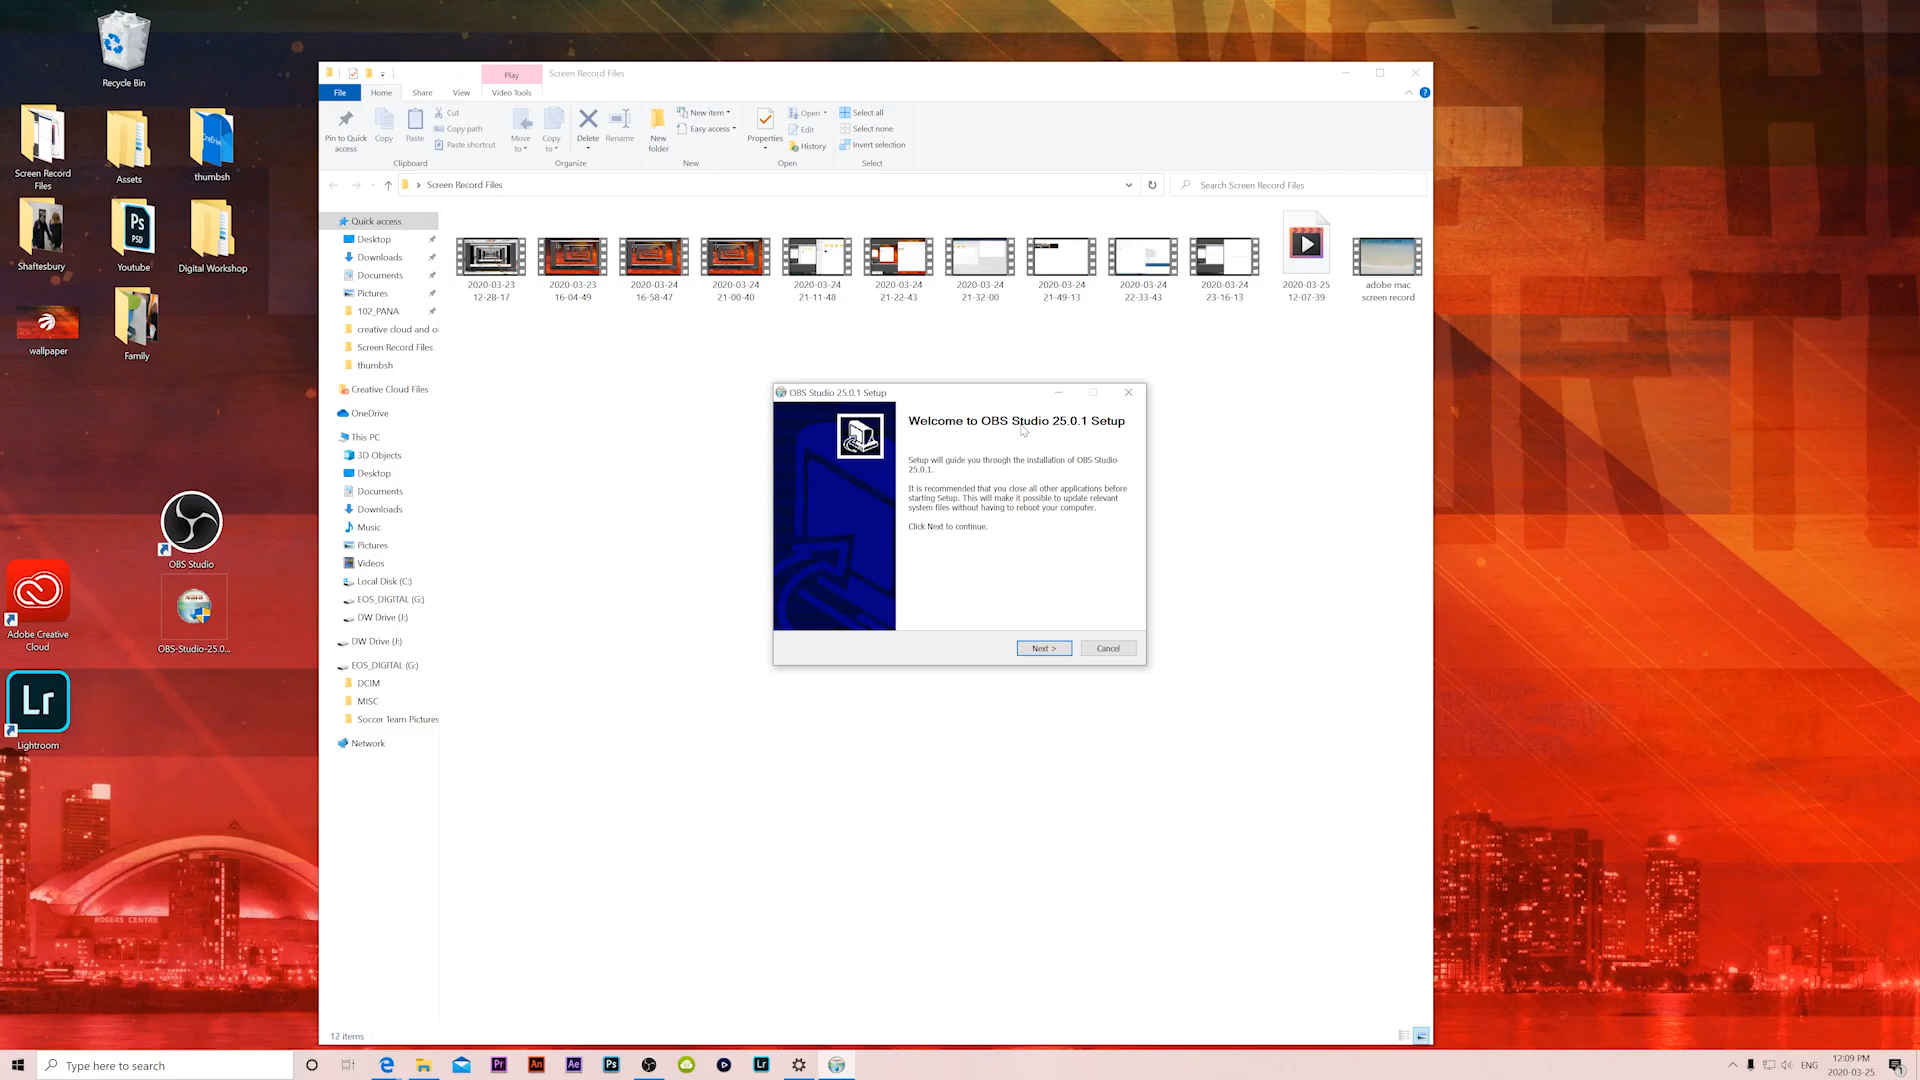 Recycle Bin
Screen Record
Files
Assets
thumbsh
Shaftesbury
Youtube
Digital Workshop
wallpaper
Family
OBS Studio
Adobe Creative
Cloud
OBS-Studio-25.0...
Lightroom
ROGERS CENTRE
Play
Screen Record Files
File
Home
Share
View
Video Tools
Pin to Quick
access
Copy
Paste
Cut
Copy path
Paste shortcut
Clipboard
Move
to
Copy
to
Delete
Rename
Organize
New
folder
New item
Easy access
New
Properties
Open
Edit
History
Open
Select all
Select none
Invert selection
Select
Screen Record Files
Search Screen Record Files
Quick access
Desktop
Downloads
Documents
Pictures
102_PANA
creative cloud and o
Screen Record Files
thumbsh
Creative Cloud Files
OneDrive
This PC
3D Objects
Desktop
Documents
Downloads
Music
Pictures
Videos
Local Disk (C:)
EOS_DIGITAL (G:)
DW Drive (J:)
DW Drive (J:)
EOS_DIGITAL (G:)
DCIM
MISC
Soccer Team Pictures
Network
2020-03-23
12-28-17
2020-03-23
16-04-49
2020-03-24
16-58-47
2020-03-24
21-00-40
2020-03-24
21-11-48
2020-03-24
21-22-43
2020-03-24
21-32-00
2020-03-24
21-49-13
2020-03-24
22-33-43
2020-03-24
23-16-13
2020-03-25
12-07-39
adobe mac
screen record
OBS Studio 25.0.1 Setup
Welcome to OBS Studio 25.0.1 Setup
Setup will guide you through the installation of OBS Studio
25.0.1.
It is recommended that you close all other applications before
starting Setup. This will make it possible to update relevant
system files without having to reboot your computer.
Click Next to continue.
Next >
Cancel
12 items
Type here to search
ENG
12:09 PM
2020-03-25